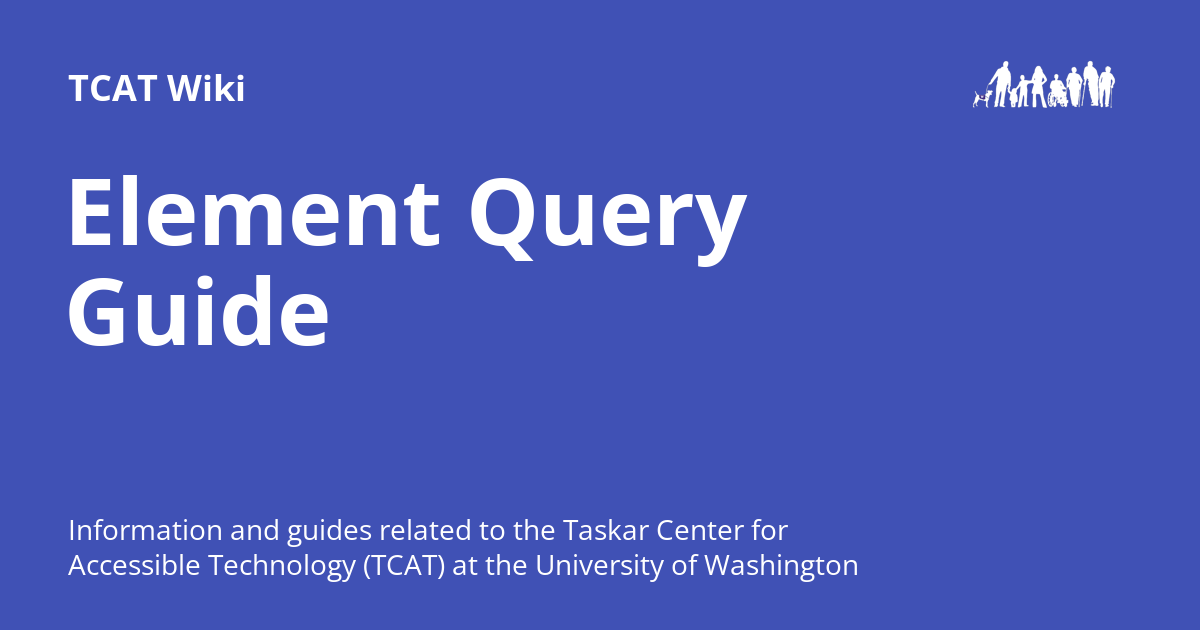 TCAT Wiki
Element Query
Guide
Information and guides related to the Taskar Center for
Accessible Technology (TCAT) at the University of Washington